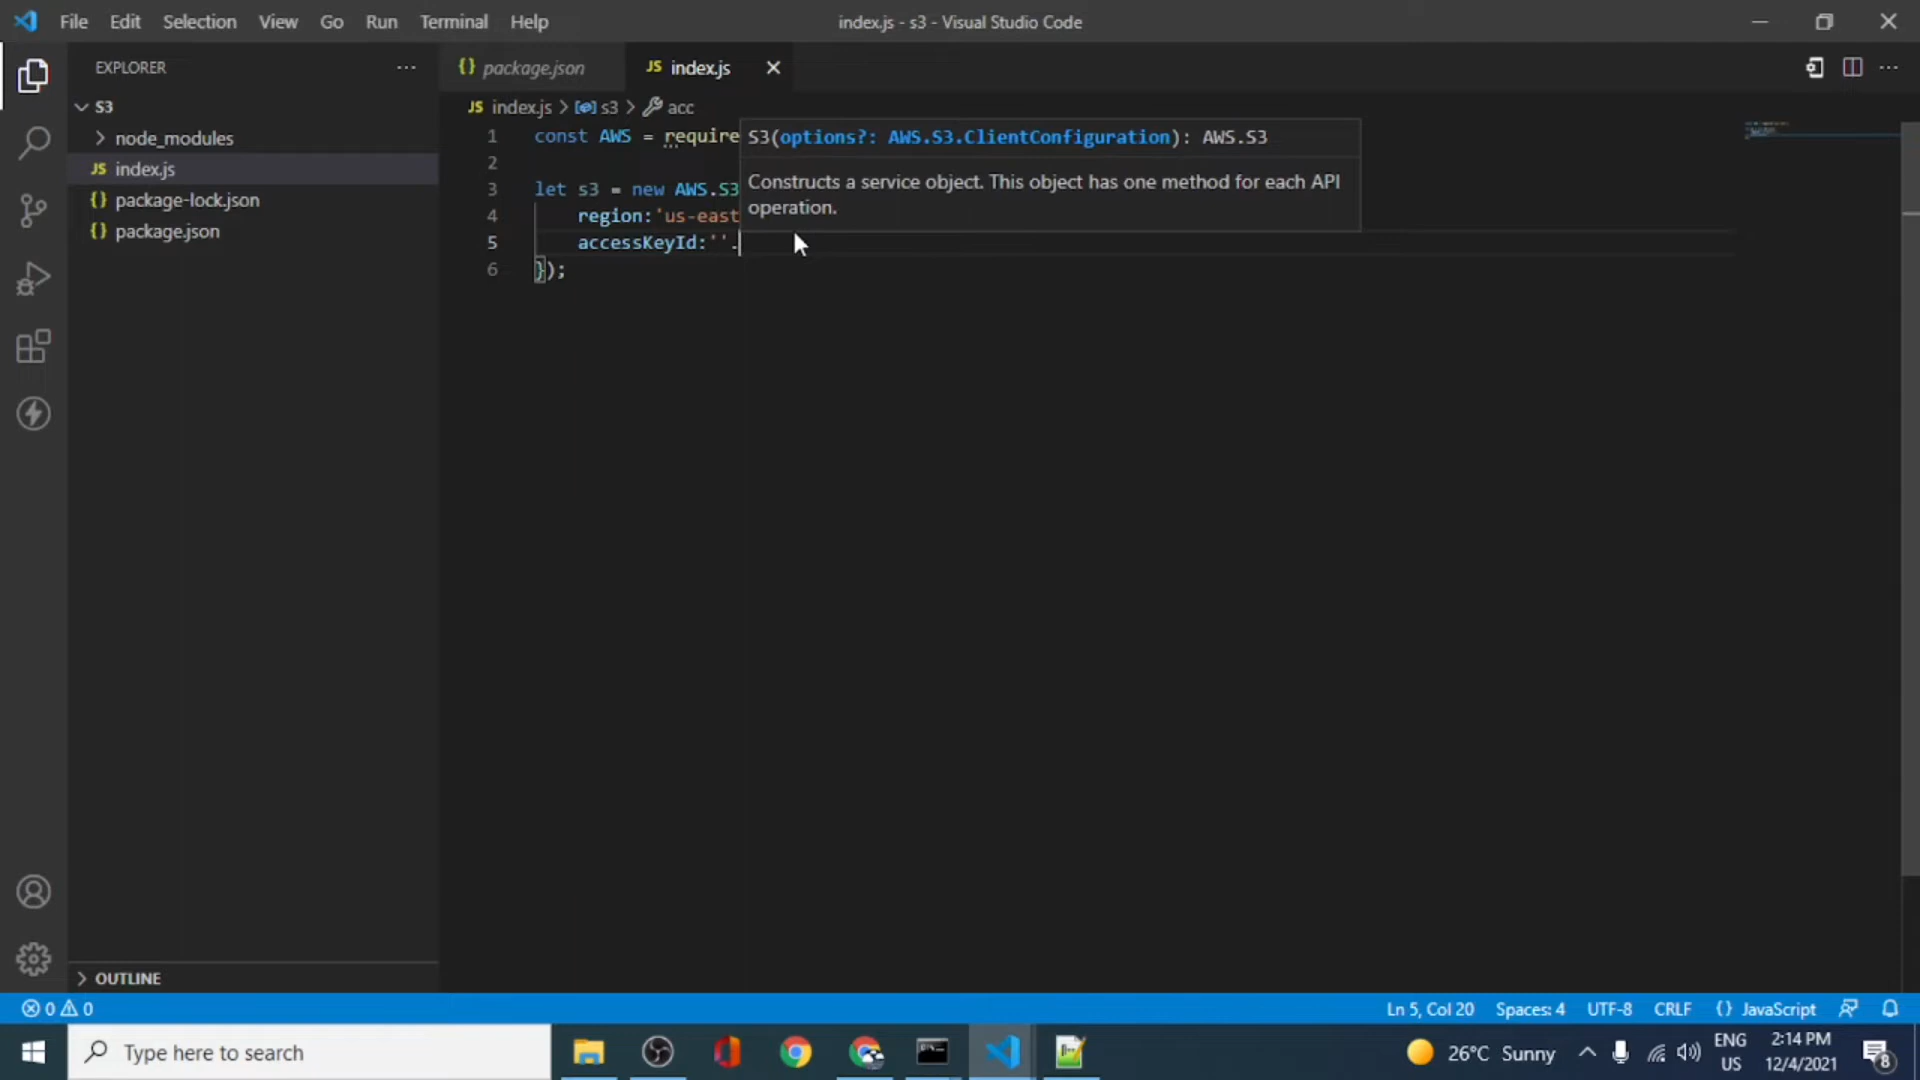 File Edit Selection View Go Run Terminal Help
index.js - s3 - Visual Studio Code
EXPLORER
{} package.json
JS index.js
S3
JS index.js > s3 > acc
node_modules
JS index.js
{} package-lock.json
{} package.json
1 const AWS = require
2
3 let s3 = new AWS.S3
4 region:'us-east
5 accessKeyId:''.
6 });
S3(options?: AWS.S3.ClientConfiguration): AWS.S3
Constructs a service object. This object has one method for each API
operation.
OUTLINE
0 0
Ln 5, Col 20 Spaces: 4 UTF-8 CRLF {} JavaScript
Type here to search
26°C Sunny
ENG
US
2:14 PM
12/4/2021
8